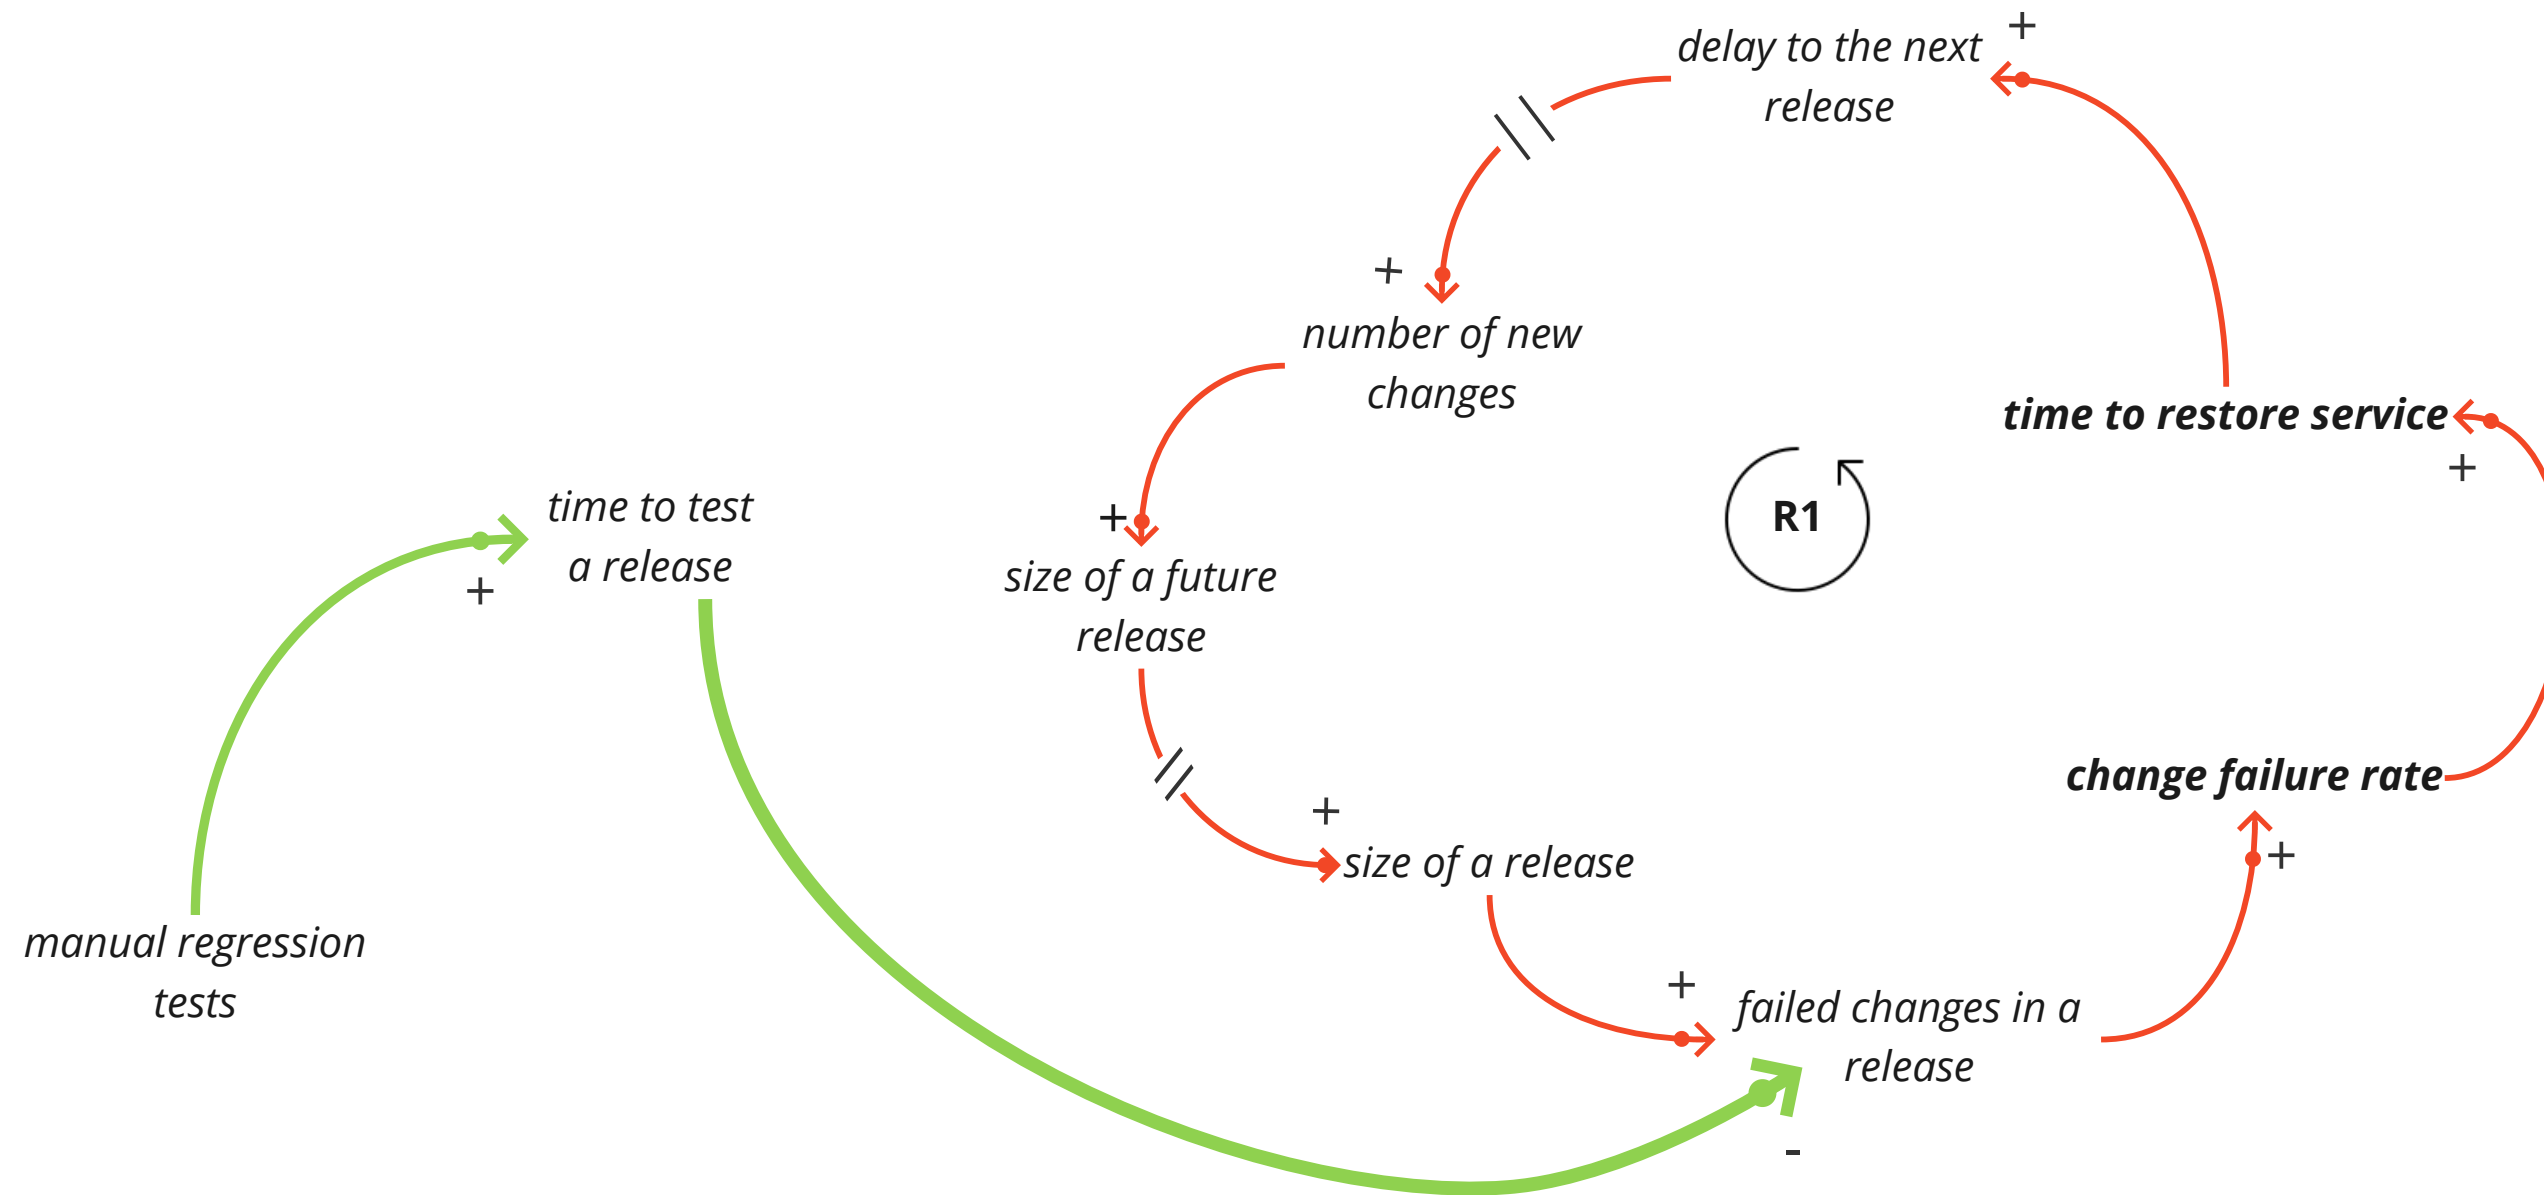 +
delay to the next
release
+
number of new
changes
time to restore service
+
time to test
a release
+
+
size of a future
release
R1
change failure rate
+
+
size of a release
manual regression
tests
+
failed changes in a
release
-